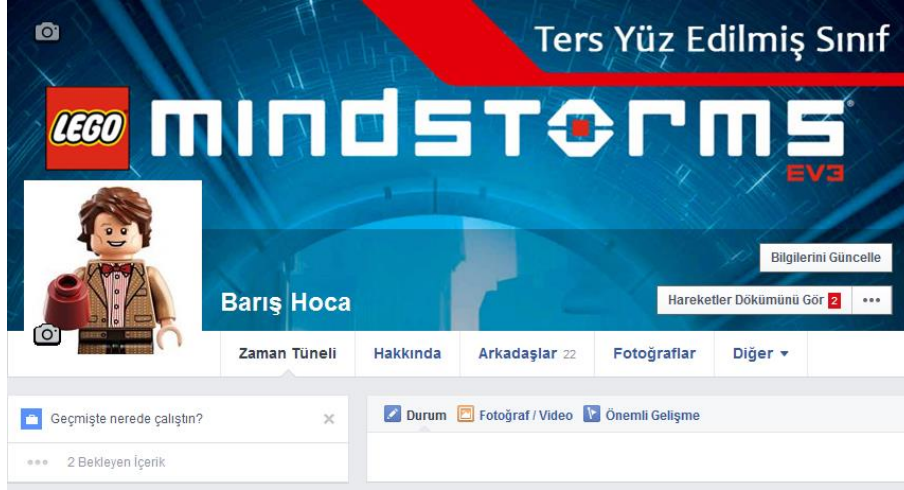 Ters Yüz Edilmiş Sınıf
LEGO mindstorms
EV3
Bilgilerini Güncelle
Barış Hoca
Hareketler Dökümünü Gör 2 •••
Zaman Tüneli Hakkında Arkadaşlar 22 Fotoğraflar Diğer
Geçmişte nerede çalıştın?
Durum Fotoğraf / Video Önemli Gelişme
2 Bekleyen İçerik